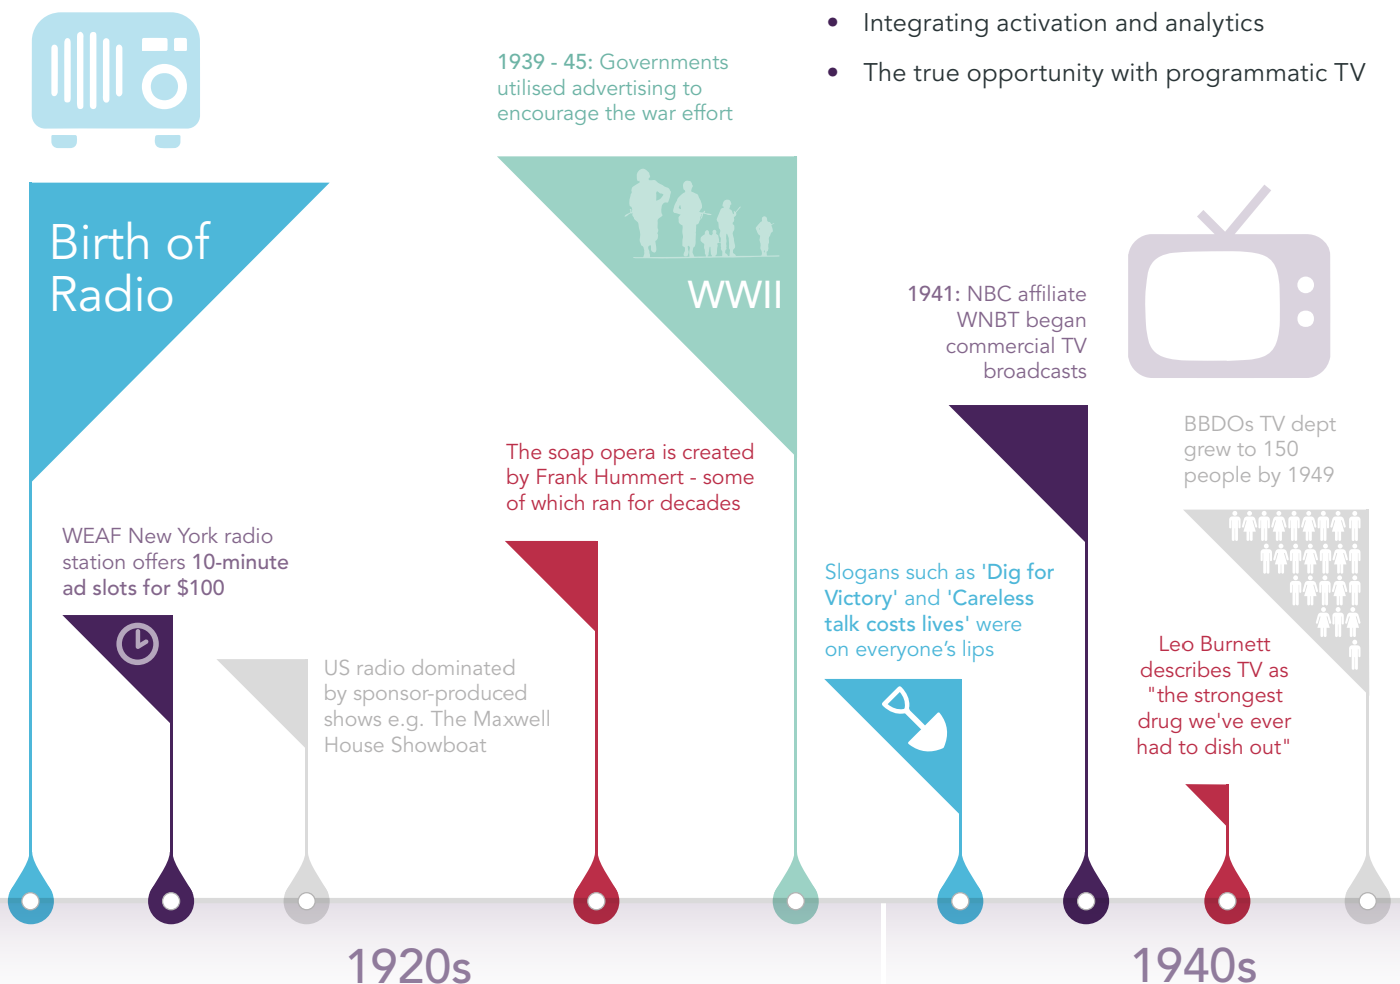 • Integrating activation and analytics
• The true opportunity with programmatic TV
1939 - 45: Governments
utilised advertising to
encourage the war effort
Birth of
Radio
WWII
1941: NBC affiliate
WNBT began
commercial TV
broadcasts
BBDOs TV dept
grew to 150
people by 1949
The soap opera is created
by Frank Hummert - some
of which ran for decades
WEAF New York radio
station offers 10-minute
ad slots for $100
Slogans such as 'Dig for
Victory' and 'Careless
talk costs lives' were
on everyone’s lips
US radio dominated
by sponsor-produced
shows e.g. The Maxwell
House Showboat
Leo Burnett
describes TV as
"the strongest
drug we've ever
had to dish out"
1920s
1940s